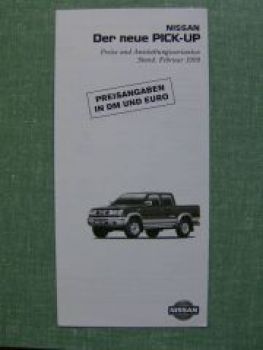 NISSAN
Der neue PICK-UP
Preise und Ausstattungsvarianten
Stand: Februar 1999
PREISANGABEN
IN DM UND EURO
NISSAN